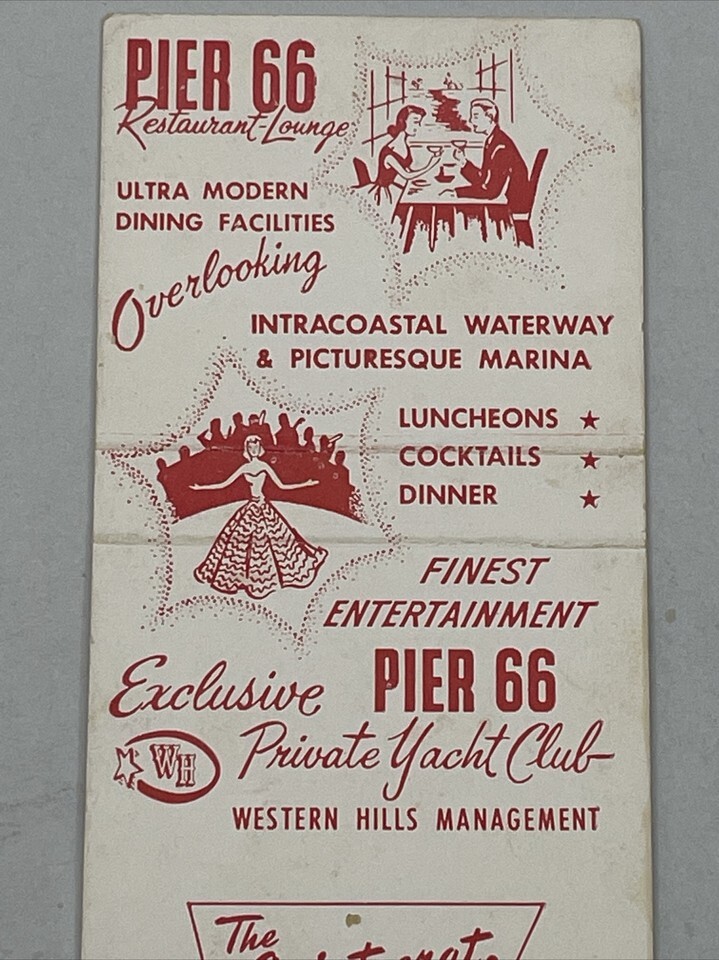 PIER 66
Restaurant-Lounge
ULTRA MODERN
DINING FACILITIES
Overlooking
INTRACOASTAL WATERWAY
& PICTURESQUE MARINA
LUNCHEONS ★
COCKTAILS ★
DINNER ★
FINEST
ENTERTAINMENT
Exclusive PIER 66
WH Private Yacht Club
WESTERN HILLS MANAGEMENT
The